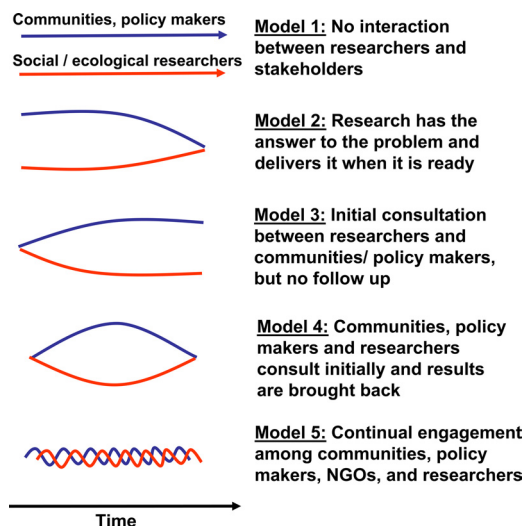 Communities, policy makers
Social / ecological researchers
Model 1: No interaction
between researchers and
stakeholders
Model 2: Research has the
answer to the problem and
delivers it when it is ready
Model 3: Initial consultation
between researchers and
communities/ policy makers,
but no follow up
Model 4: Communities, policy
makers and researchers
consult initially and results
are brought back
Model 5: Continual engagement
among communities, policy
makers, NGOs, and researchers
Time